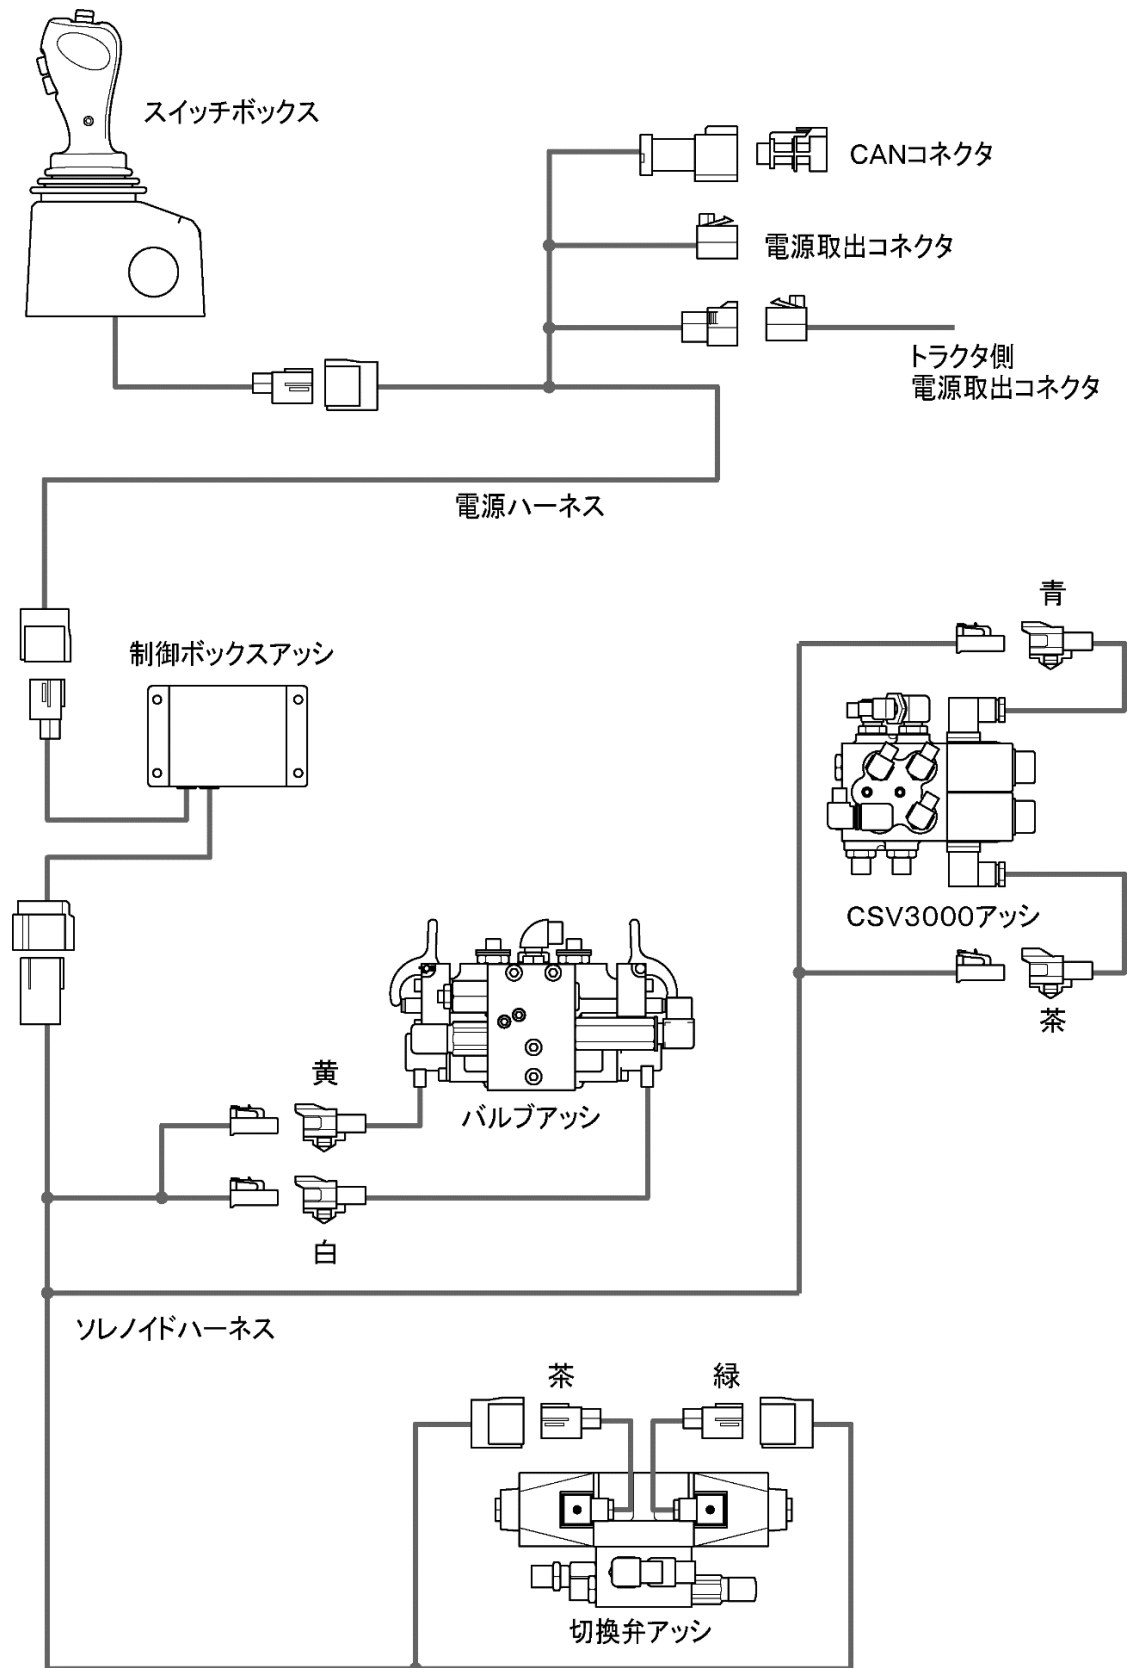 スイッチボックス
CANコネクタ
電源取出コネクタ
トラクタ側
電源取出コネクタ
電源ハーネス
青
制御ボックスアッシ
CSV3000アッシ
茶
黄
バルブアッシ
白
ソレノイドハーネス
茶
緑
切換弁アッシ